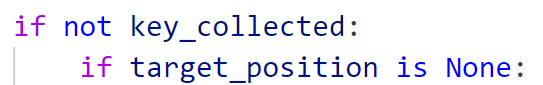 if not key_collected:
    if target_position is None: